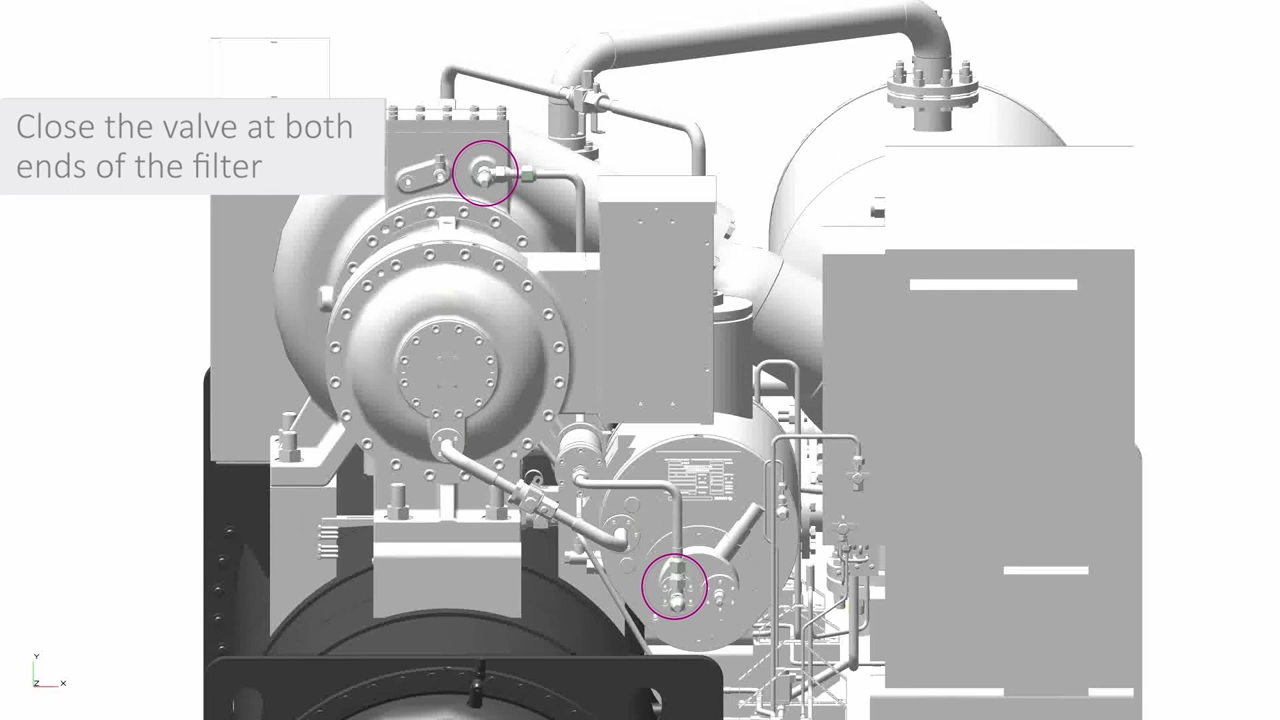 Close the valve at both
ends of the filter
Y
Z X